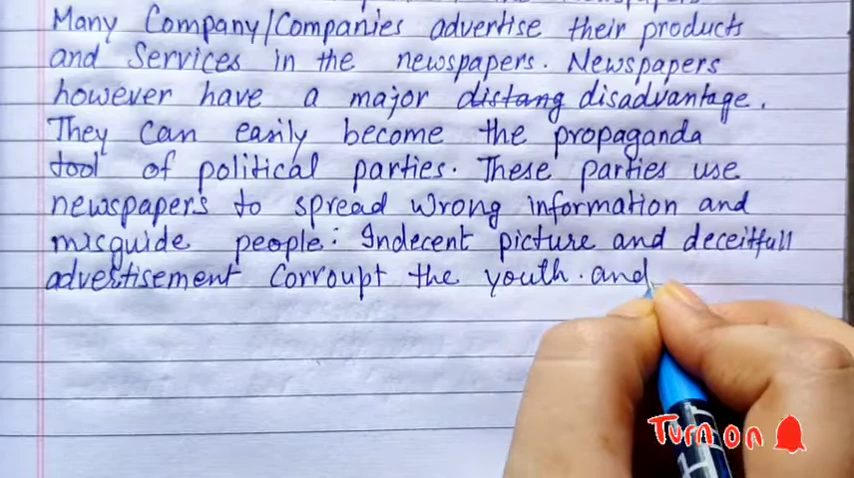 Many Company/Companies advertise their products
and Services in the newspapers. Newspapers
however have a major distang disadvantage.
They can easily become the propaganda
tool of political parties. These parties use
newspapers to spread wrong information and
misguide people: Indecent picture and deceitfull
advertisement Corroupt the youth. and
Turn on